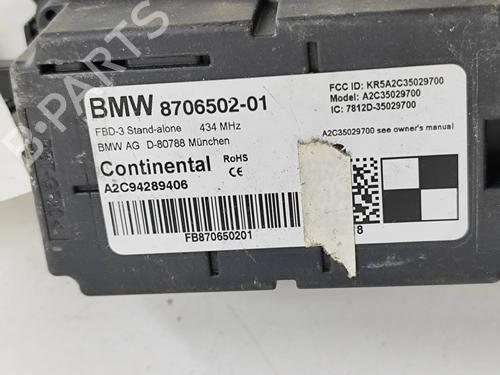 B-PARTS
BMW 8706502-01
FBD-3 Stand-alone 434 MHz
BMW AG D-80788 München
Continental RoHS
CE
A2C94289406
FB870650201
FCC ID: KR5A2C35029700
Model: A2C35029700
IC: 7812D-35029700
A2C35029700 see owner's manual
8